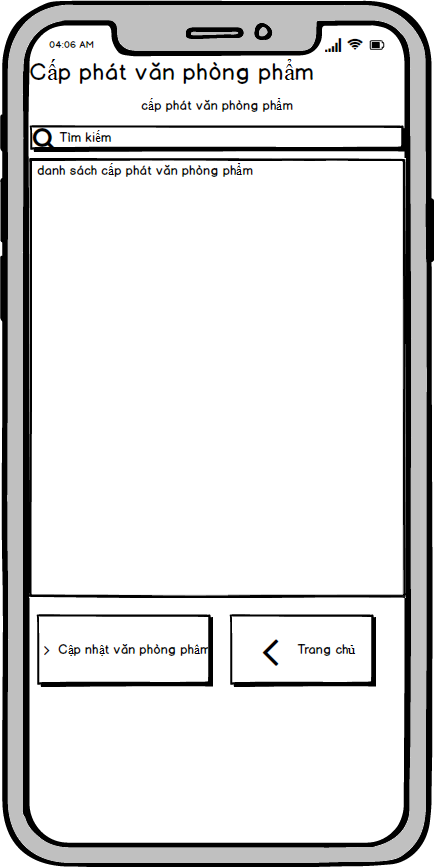 04:06 AM
Cấp phát văn phòng phẩm
cấp phát văn phòng phẩm
Tìm kiếm
danh sách cấp phát văn phòng phẩm
Cập nhật văn phòng phẩm
Trang chủ